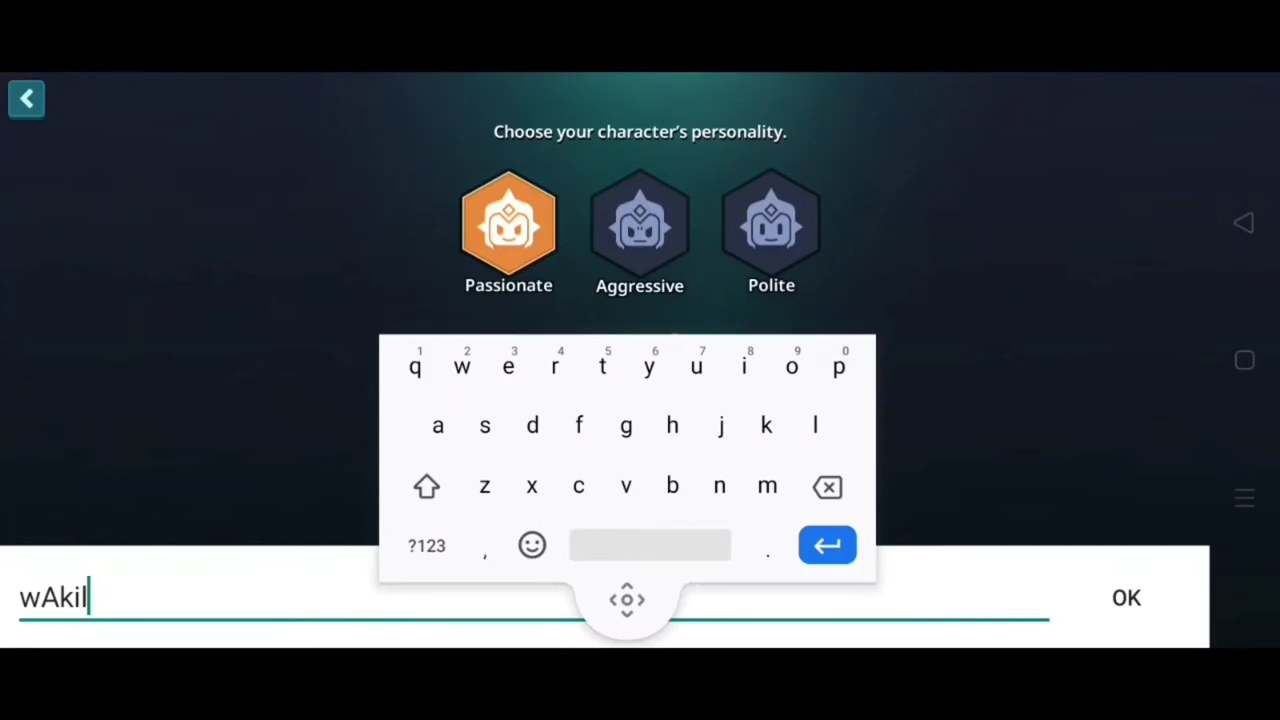 Choose your character's personality.
Passionate Aggressive Polite
1 2 3 4 5 6 7 8 9 0
q w e r t y u i o p
a s d f g h j k l
z x c v b n m
?123 , .
wAkil OK